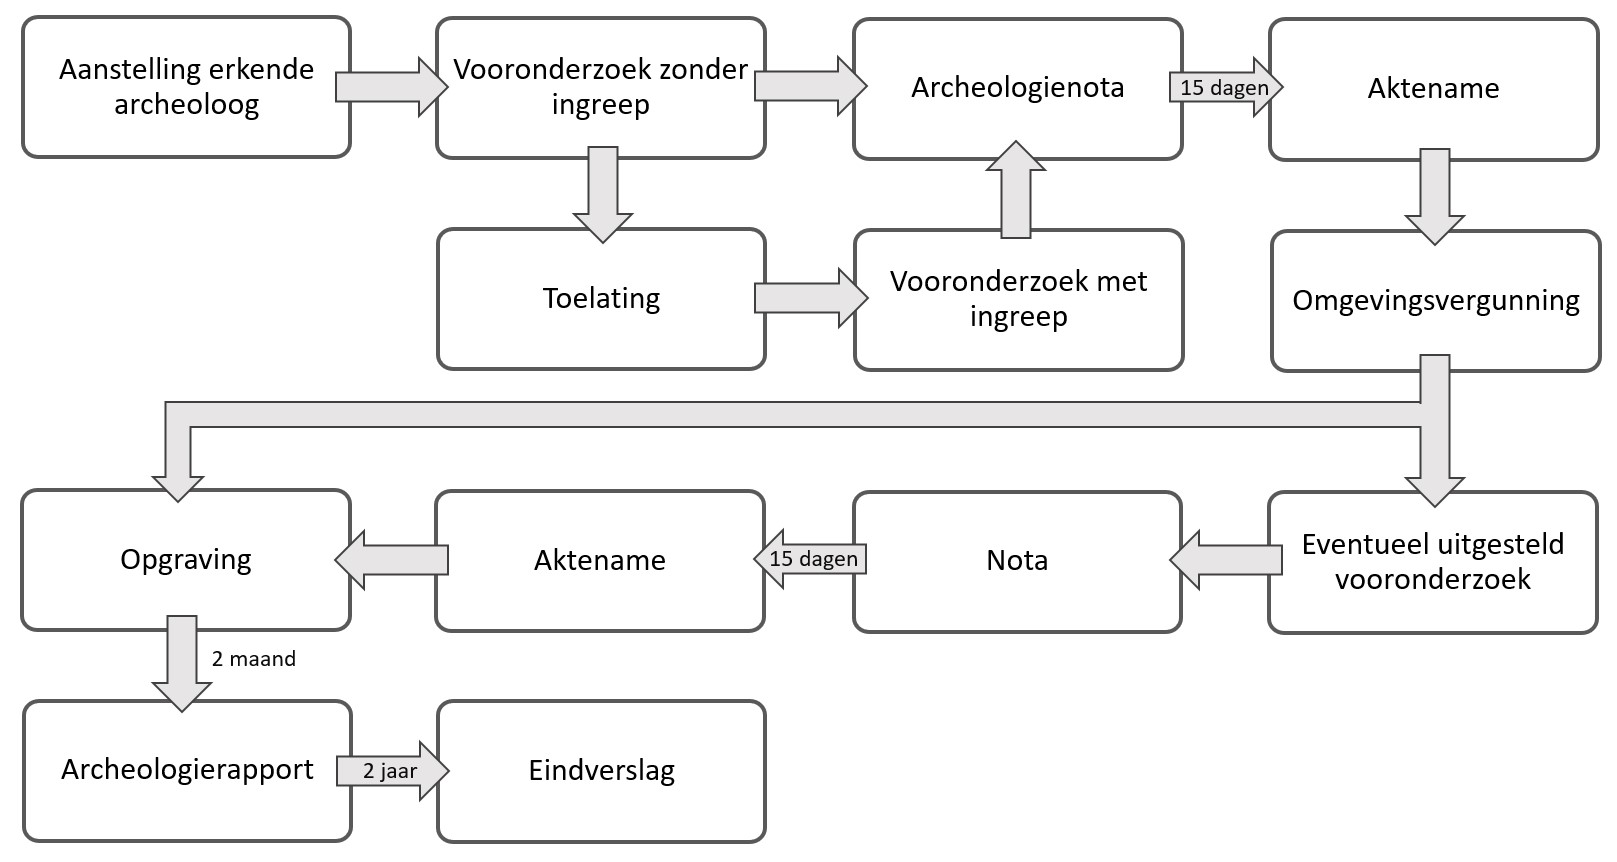 Aanstelling erkende
archeoloog
Vooronderzoek zonder
ingreep
Archeologienota
15 dagen
Aktename
Toelating
Vooronderzoek met
ingreep
Omgevingsvergunning
Opgraving
Aktename
15 dagen
Nota
Eventueel uitgesteld
vooronderzoek
2 maand
Archeologierapport
2 jaar
Eindverslag